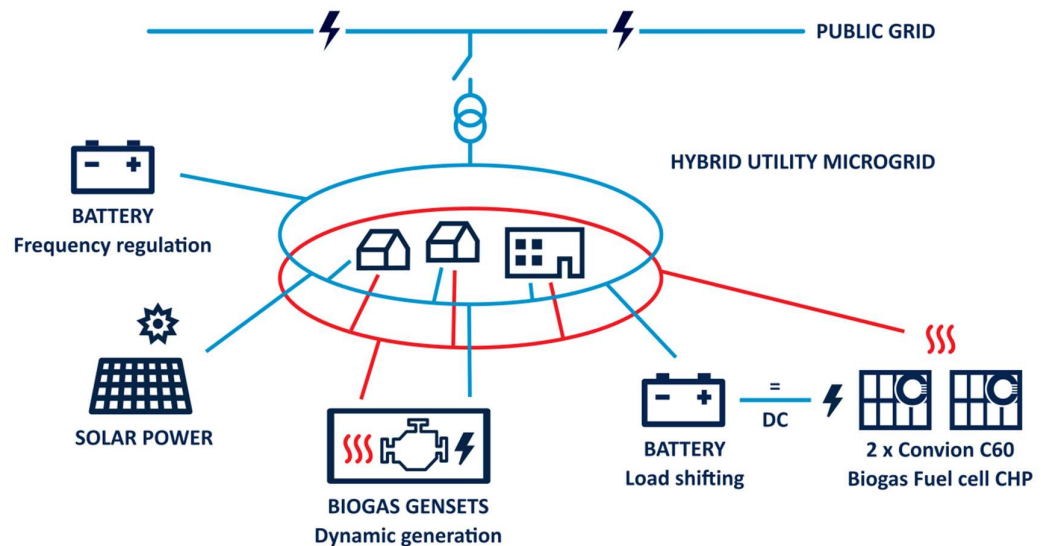 PUBLIC GRID
HYBRID UTILITY MICROGRID
- +
BATTERY
Frequency regulation
SOLAR POWER
BIOGAS GENSETS
Dynamic generation
- +
BATTERY
Load shifting
=
DC
2 x Convion C60
Biogas Fuel cell CHP